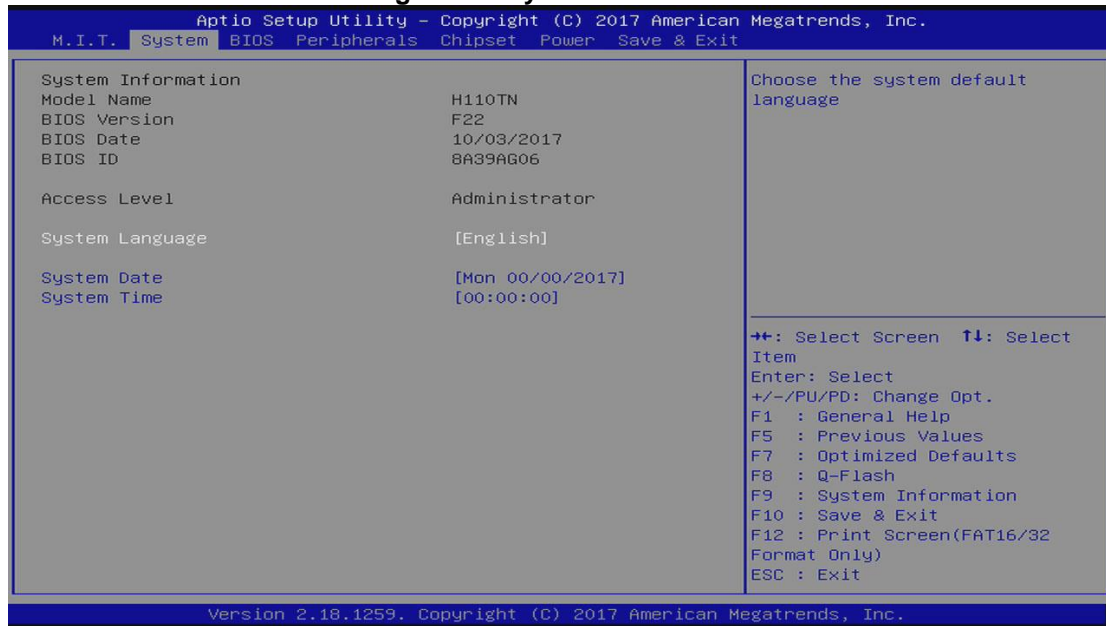 Aptio Setup Utility – Copyright (C) 2017 American Megatrends, Inc.
M.I.T. System BIOS Peripherals Chipset Power Save & Exit
System Information
Model Name H110TN
BIOS Version F22
BIOS Date 10/03/2017
BIOS ID 8A39AG06
Access Level Administrator
System Language [English]
System Date [Mon 00/00/2017]
System Time [00:00:00]
Choose the system default
language
→←: Select Screen ↑↓: Select
Item
Enter: Select
+/-/PU/PD: Change Opt.
F1 : General Help
F5 : Previous Values
F7 : Optimized Defaults
F8 : Q-Flash
F9 : System Information
F10 : Save & Exit
F12 : Print Screen(FAT16/32
Format Only)
ESC : Exit
Version 2.18.1259. Copyright (C) 2017 American Megatrends, Inc.